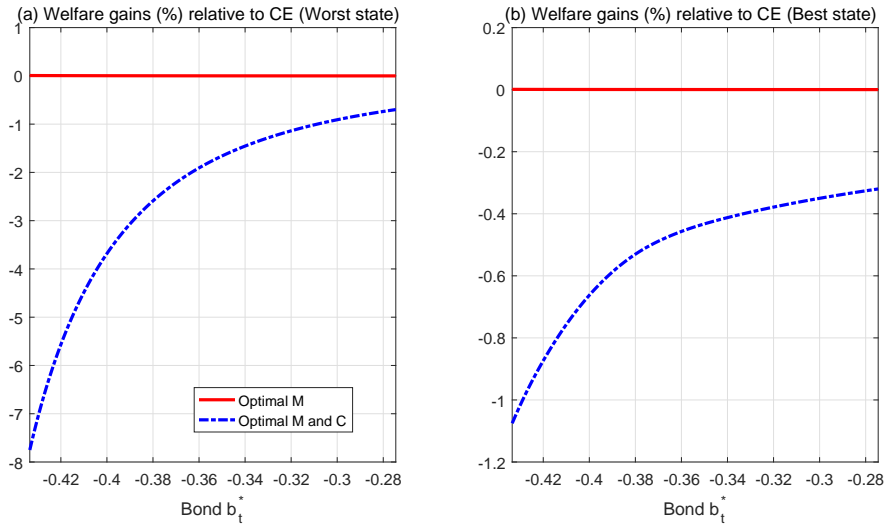 (a) Welfare gains (%) relative to CE (Worst state)
1
0
-1
-2
-3
-4
-5
-6
-7
-8
-0.42 -0.4 -0.38 -0.36 -0.34 -0.32 -0.3 -0.28
Bond b*t
Optimal M
Optimal M and C
(b) Welfare gains (%) relative to CE (Best state)
0.2
0
-0.2
-0.4
-0.6
-0.8
-1
-1.2
-0.42 -0.4 -0.38 -0.36 -0.34 -0.32 -0.3 -0.28
Bond b*t